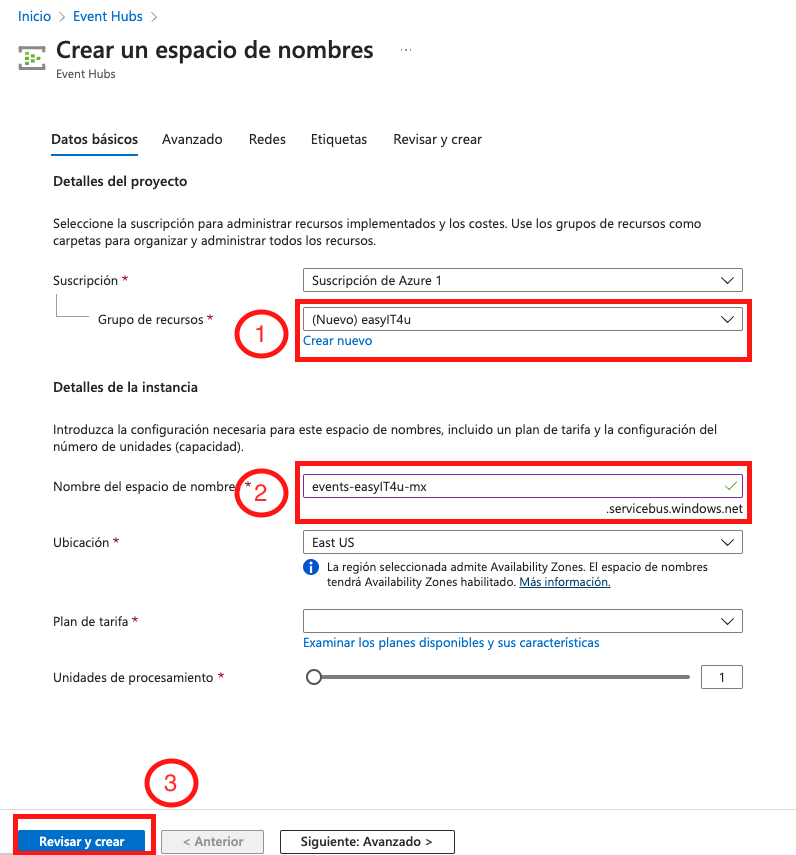 Inicio > Event Hubs >
Crear un espacio de nombres ...
Event Hubs
Datos básicos Avanzado Redes Etiquetas Revisar y crear
Detalles del proyecto
Seleccione la suscripción para administrar recursos implementados y los costes. Use los grupos de recursos como
carpetas para organizar y administrar todos los recursos.
Suscripción * Suscripción de Azure 1
Grupo de recursos * 1 (Nuevo) easyIT4u
Crear nuevo
Detalles de la instancia
Introduzca la configuración necesaria para este espacio de nombres, incluido un plan de tarifa y la configuración del
número de unidades (capacidad).
Nombre del espacio de nombre * 2 events-easyIT4u-mx
.servicebus.windows.net
Ubicación * East US
La región seleccionada admite Availability Zones. El espacio de nombres
tendrá Availability Zones habilitado. Más información.
Plan de tarifa *
Examinar los planes disponibles y sus características
Unidades de procesamiento * 1
3
Revisar y crear < Anterior Siguiente: Avanzado >